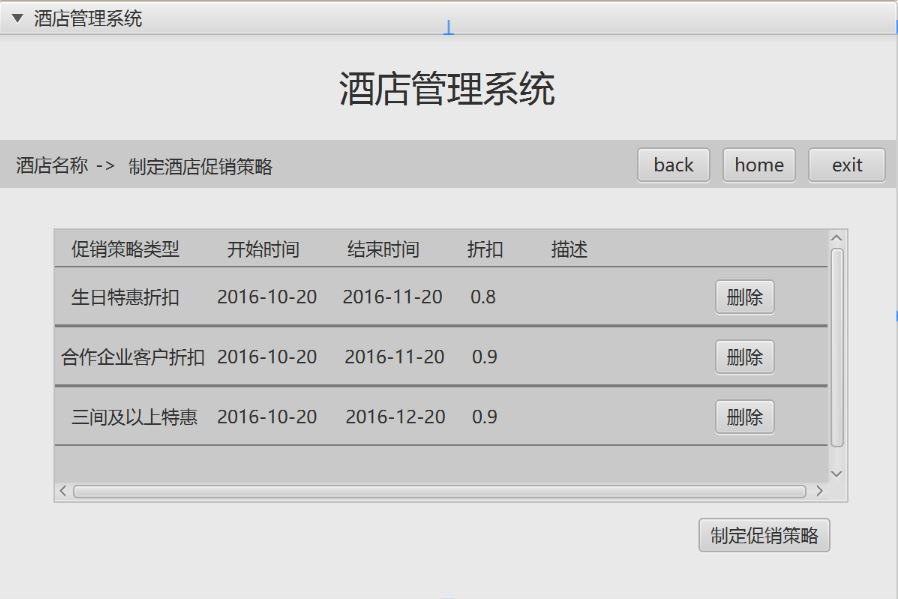 酒店管理系统
酒店管理系统
酒店名称 -> 制定酒店促销策略 back home exit
促销策略类型 开始时间 结束时间 折扣 描述
生日特惠折扣 2016-10-20 2016-11-20 0.8 删除
合作企业客户折扣 2016-10-20 2016-11-20 0.9 删除
三间及以上特惠 2016-10-20 2016-12-20 0.9 删除
制定促销策略